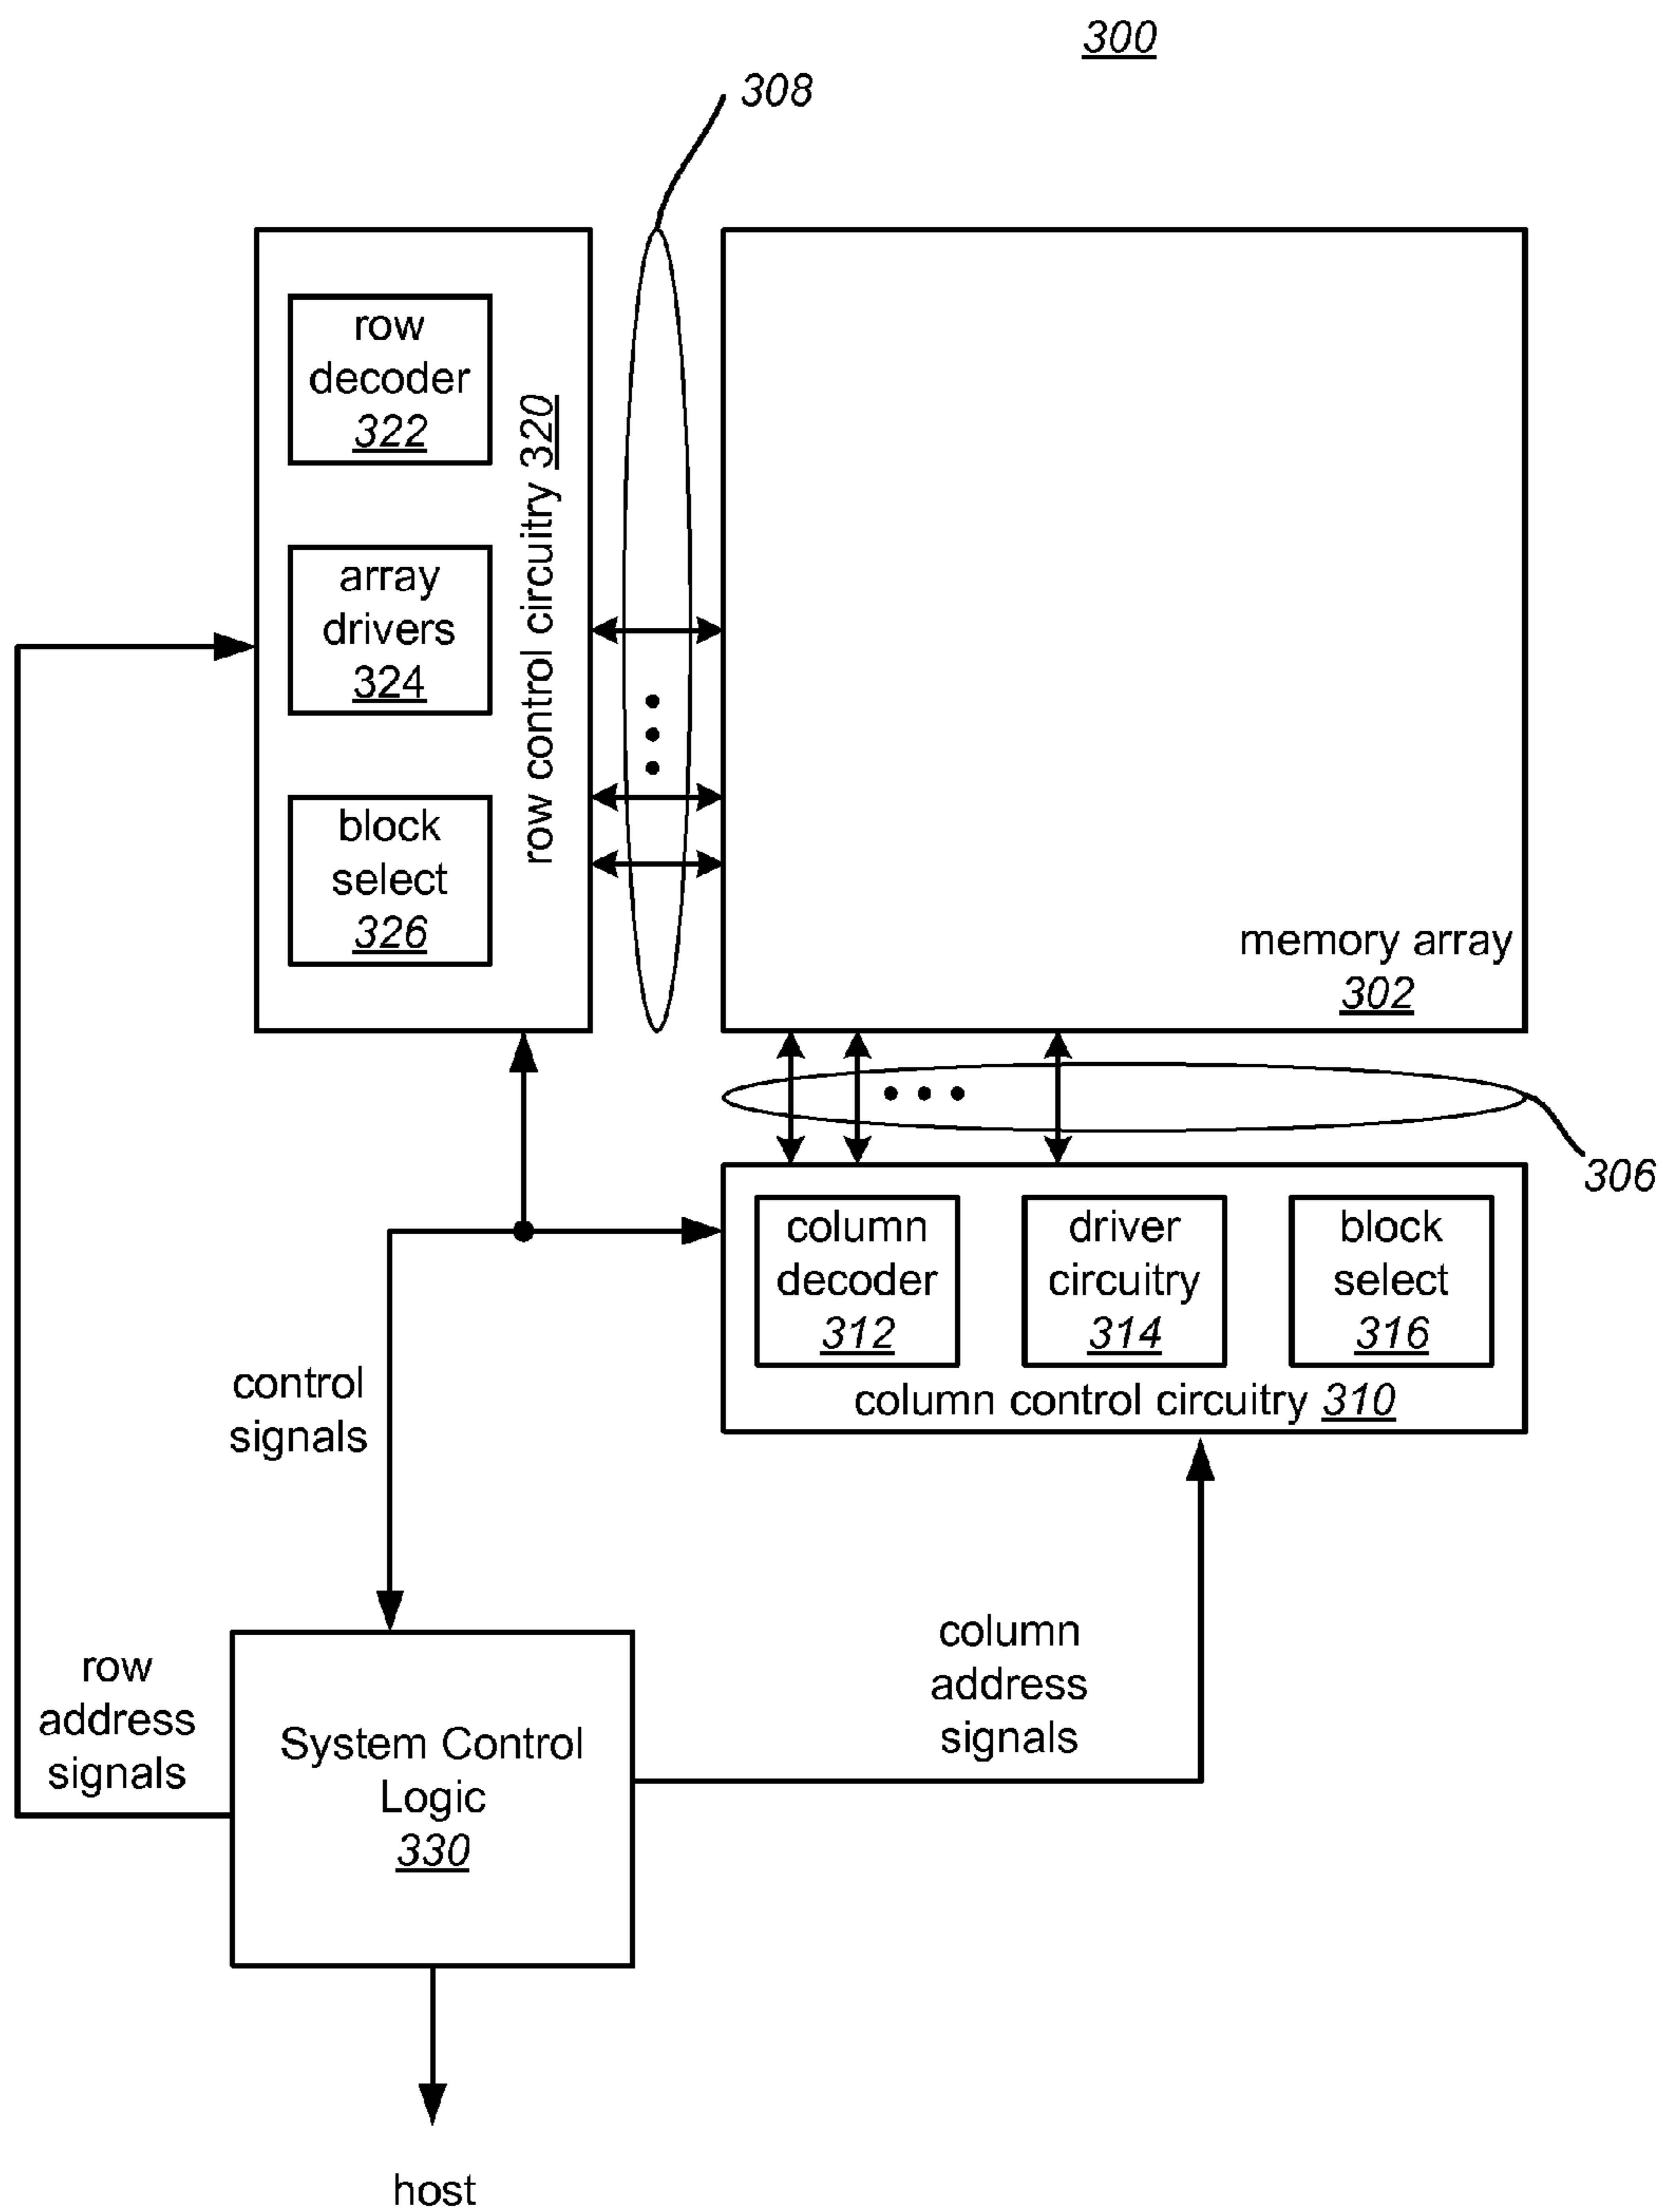 300
308
row
decoder
322
array
drivers
324
block
select
326
row control circuitry 320
memory array
302
306
column
decoder
312
driver
circuitry
314
block
select
316
column control circuitry 310
control
signals
row
address
signals
System Control
Logic
330
column
address
signals
host